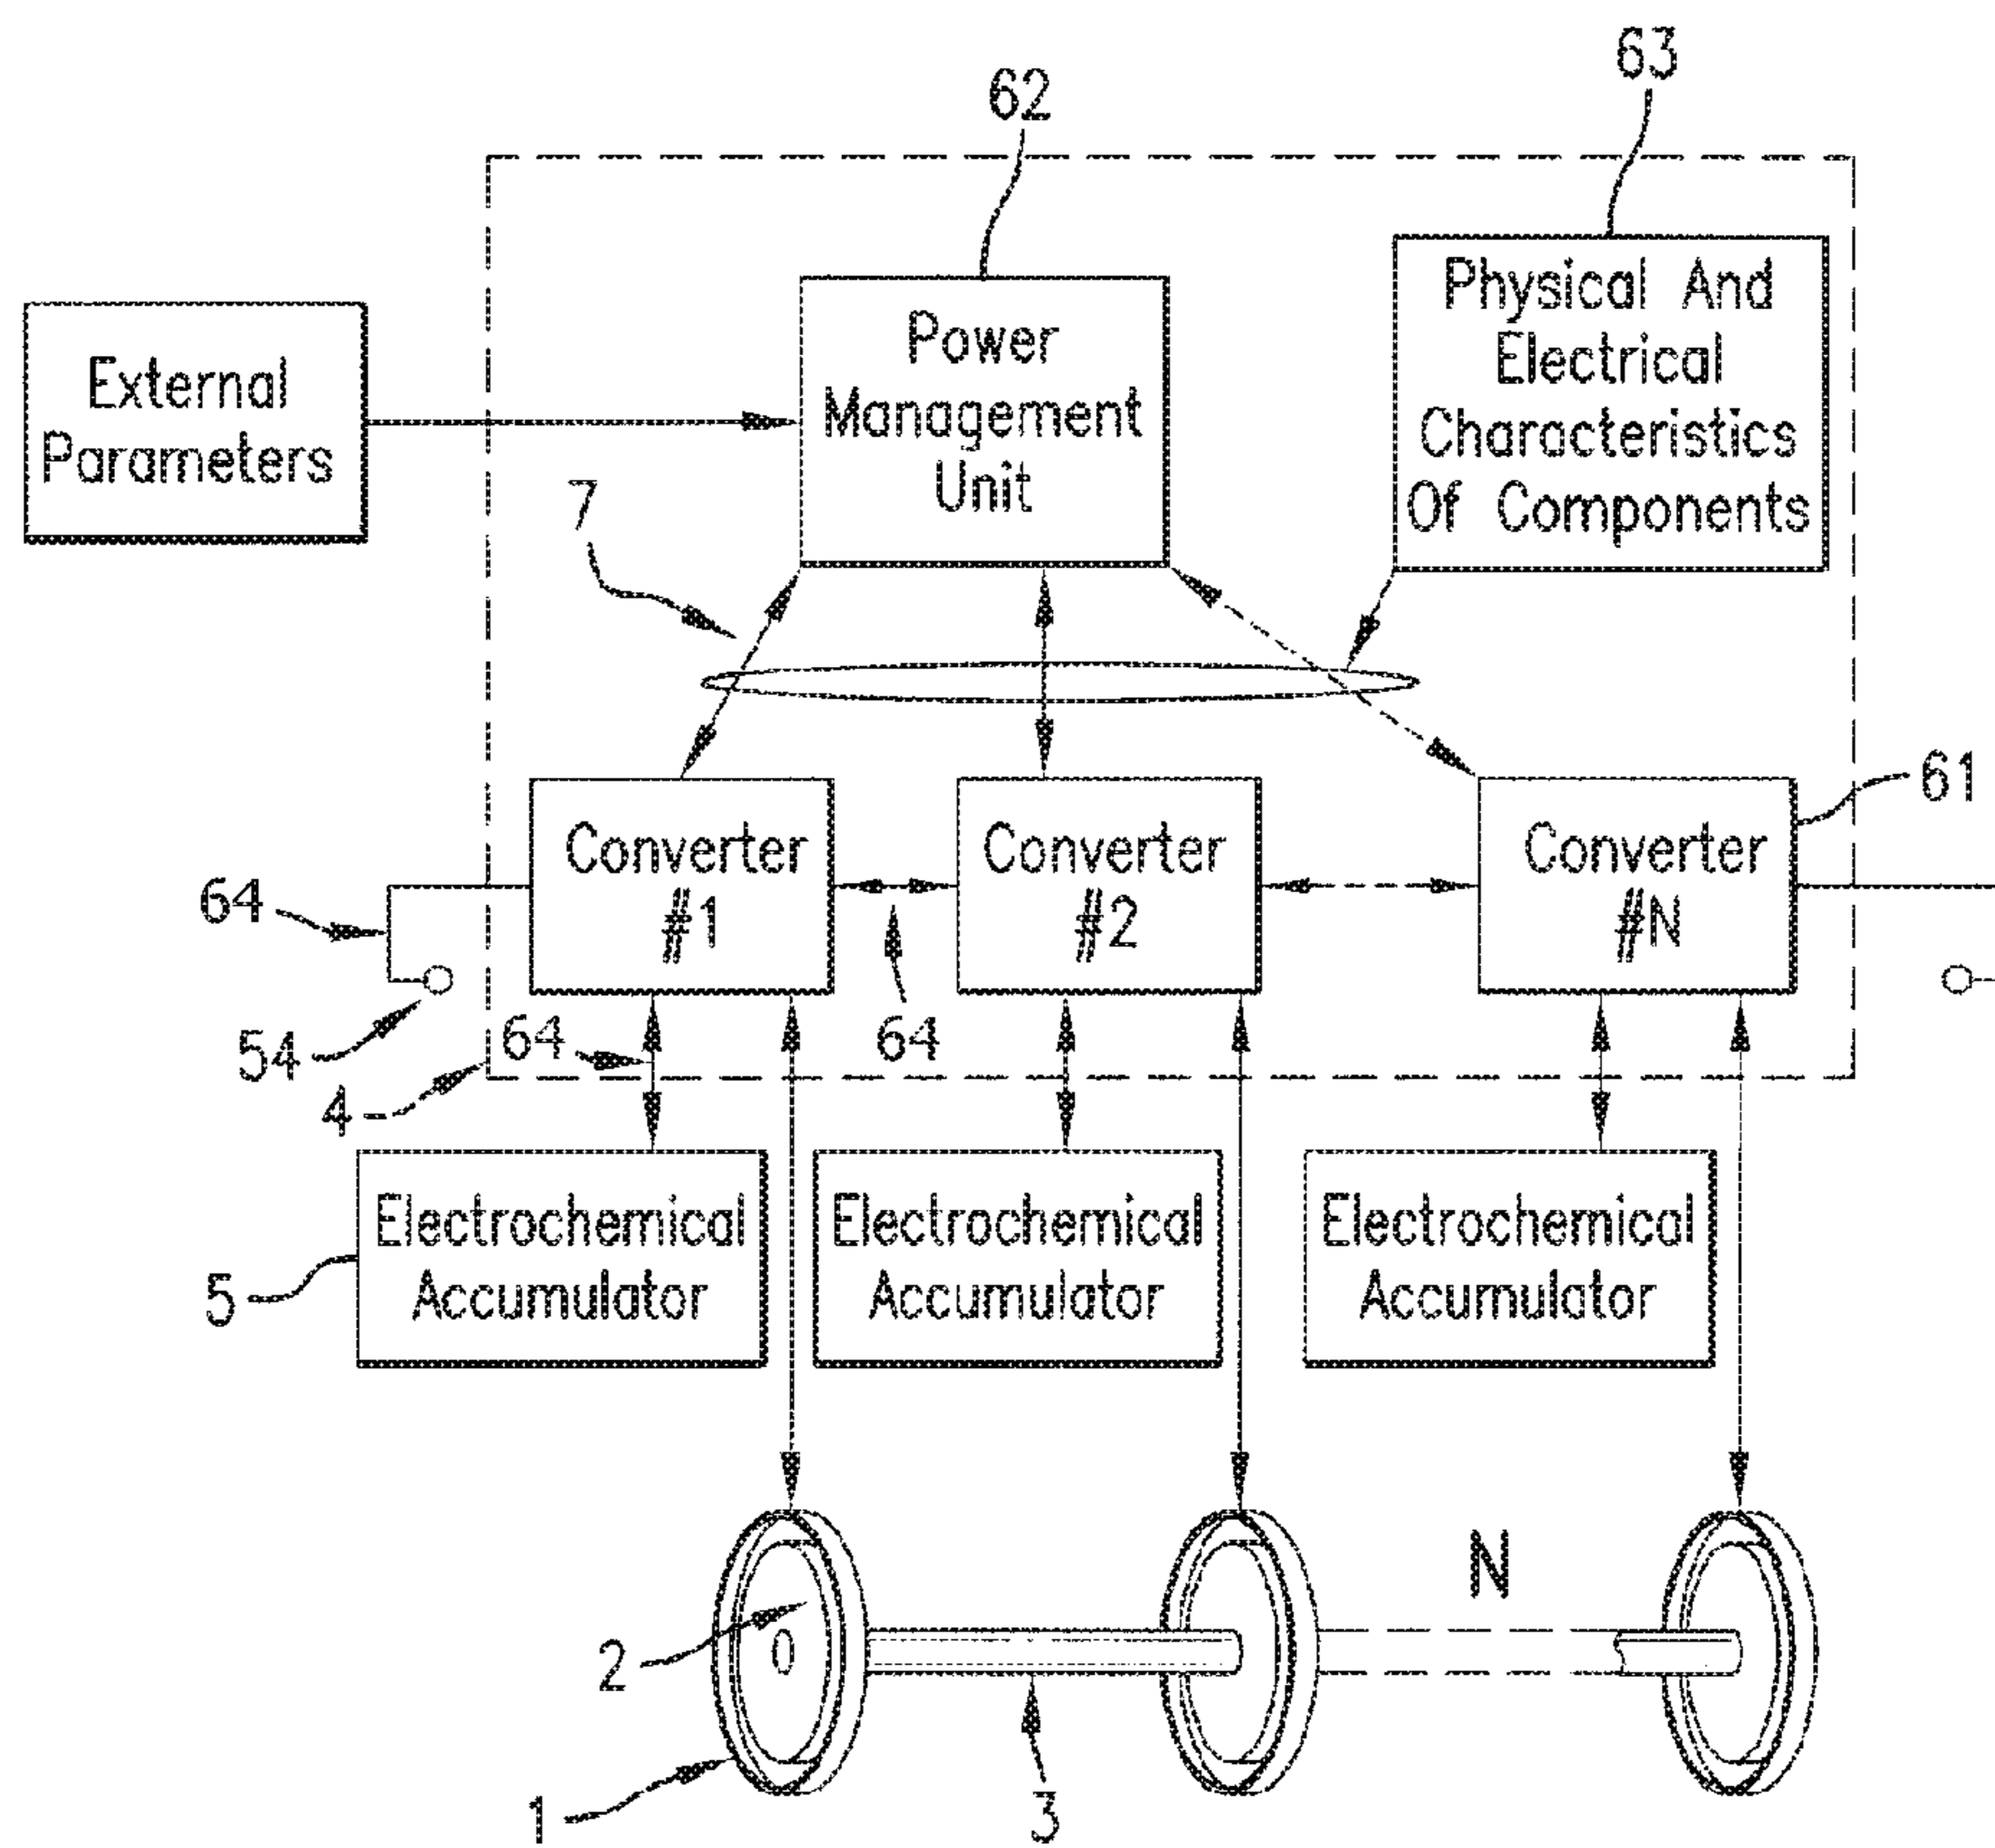 63
62
Physical And
Electrical
Characteristics
Of Components
Power
Management
Unit
External
Parameters
7
61
Converter
#1
Converter
#2
Converter
#N
64
64
64
54
4
Electrochemical
Accumulator
Electrochemical
Accumulator
Electrochemical
Accumulator
5
N
2
1
3